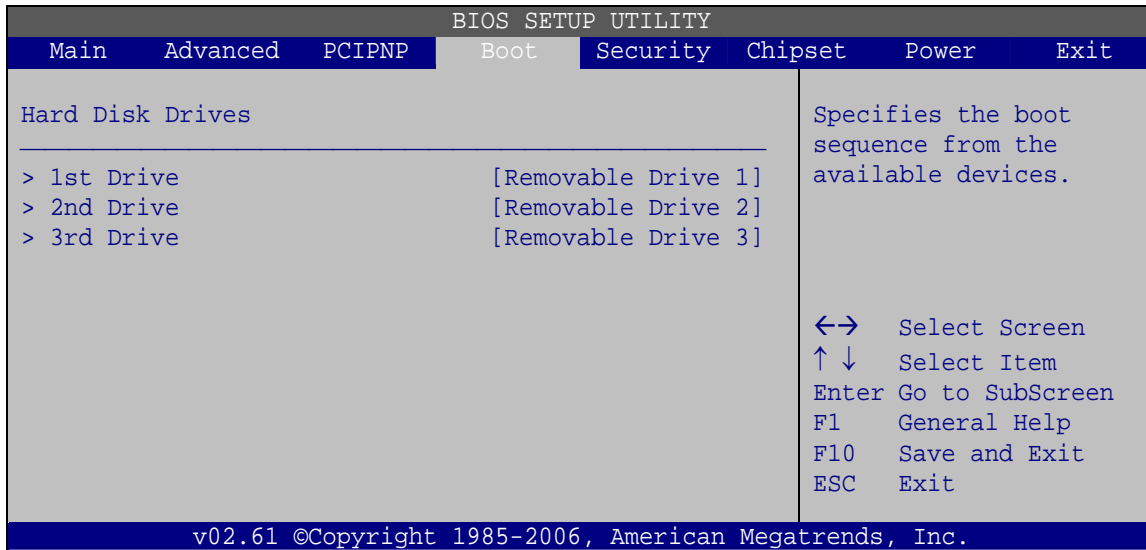 BIOS SETUP UTILITY
Main Advanced PCIPNP Boot Security Chipset Power Exit
Hard Disk Drives
> 1st Drive [Removable Drive 1]
> 2nd Drive [Removable Drive 2]
> 3rd Drive [Removable Drive 3]
Specifies the boot
sequence from the
available devices.
←→ Select Screen
↑ ↓ Select Item
Enter Go to SubScreen
F1 General Help
F10 Save and Exit
ESC Exit
v02.61 ©Copyright 1985-2006, American Megatrends, Inc.